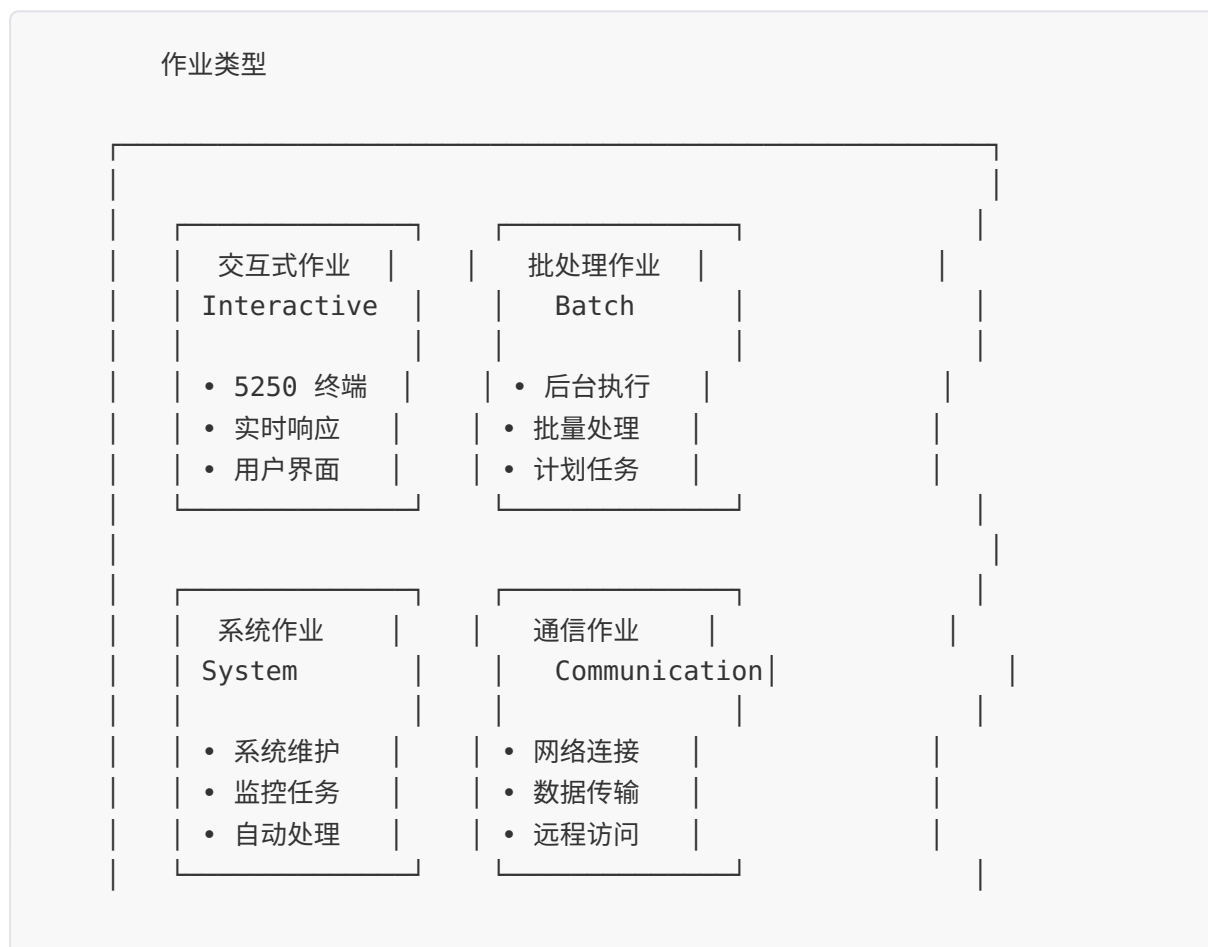 作业类型
交互式作业 批处理作业
Interactive Batch
• 5250 终端 • 后台执行
• 实时响应 • 批量处理
• 用户界面 • 计划任务
系统作业 通信作业
System Communication
• 系统维护 • 网络连接
• 监控任务 • 数据传输
• 自动处理 • 远程访问